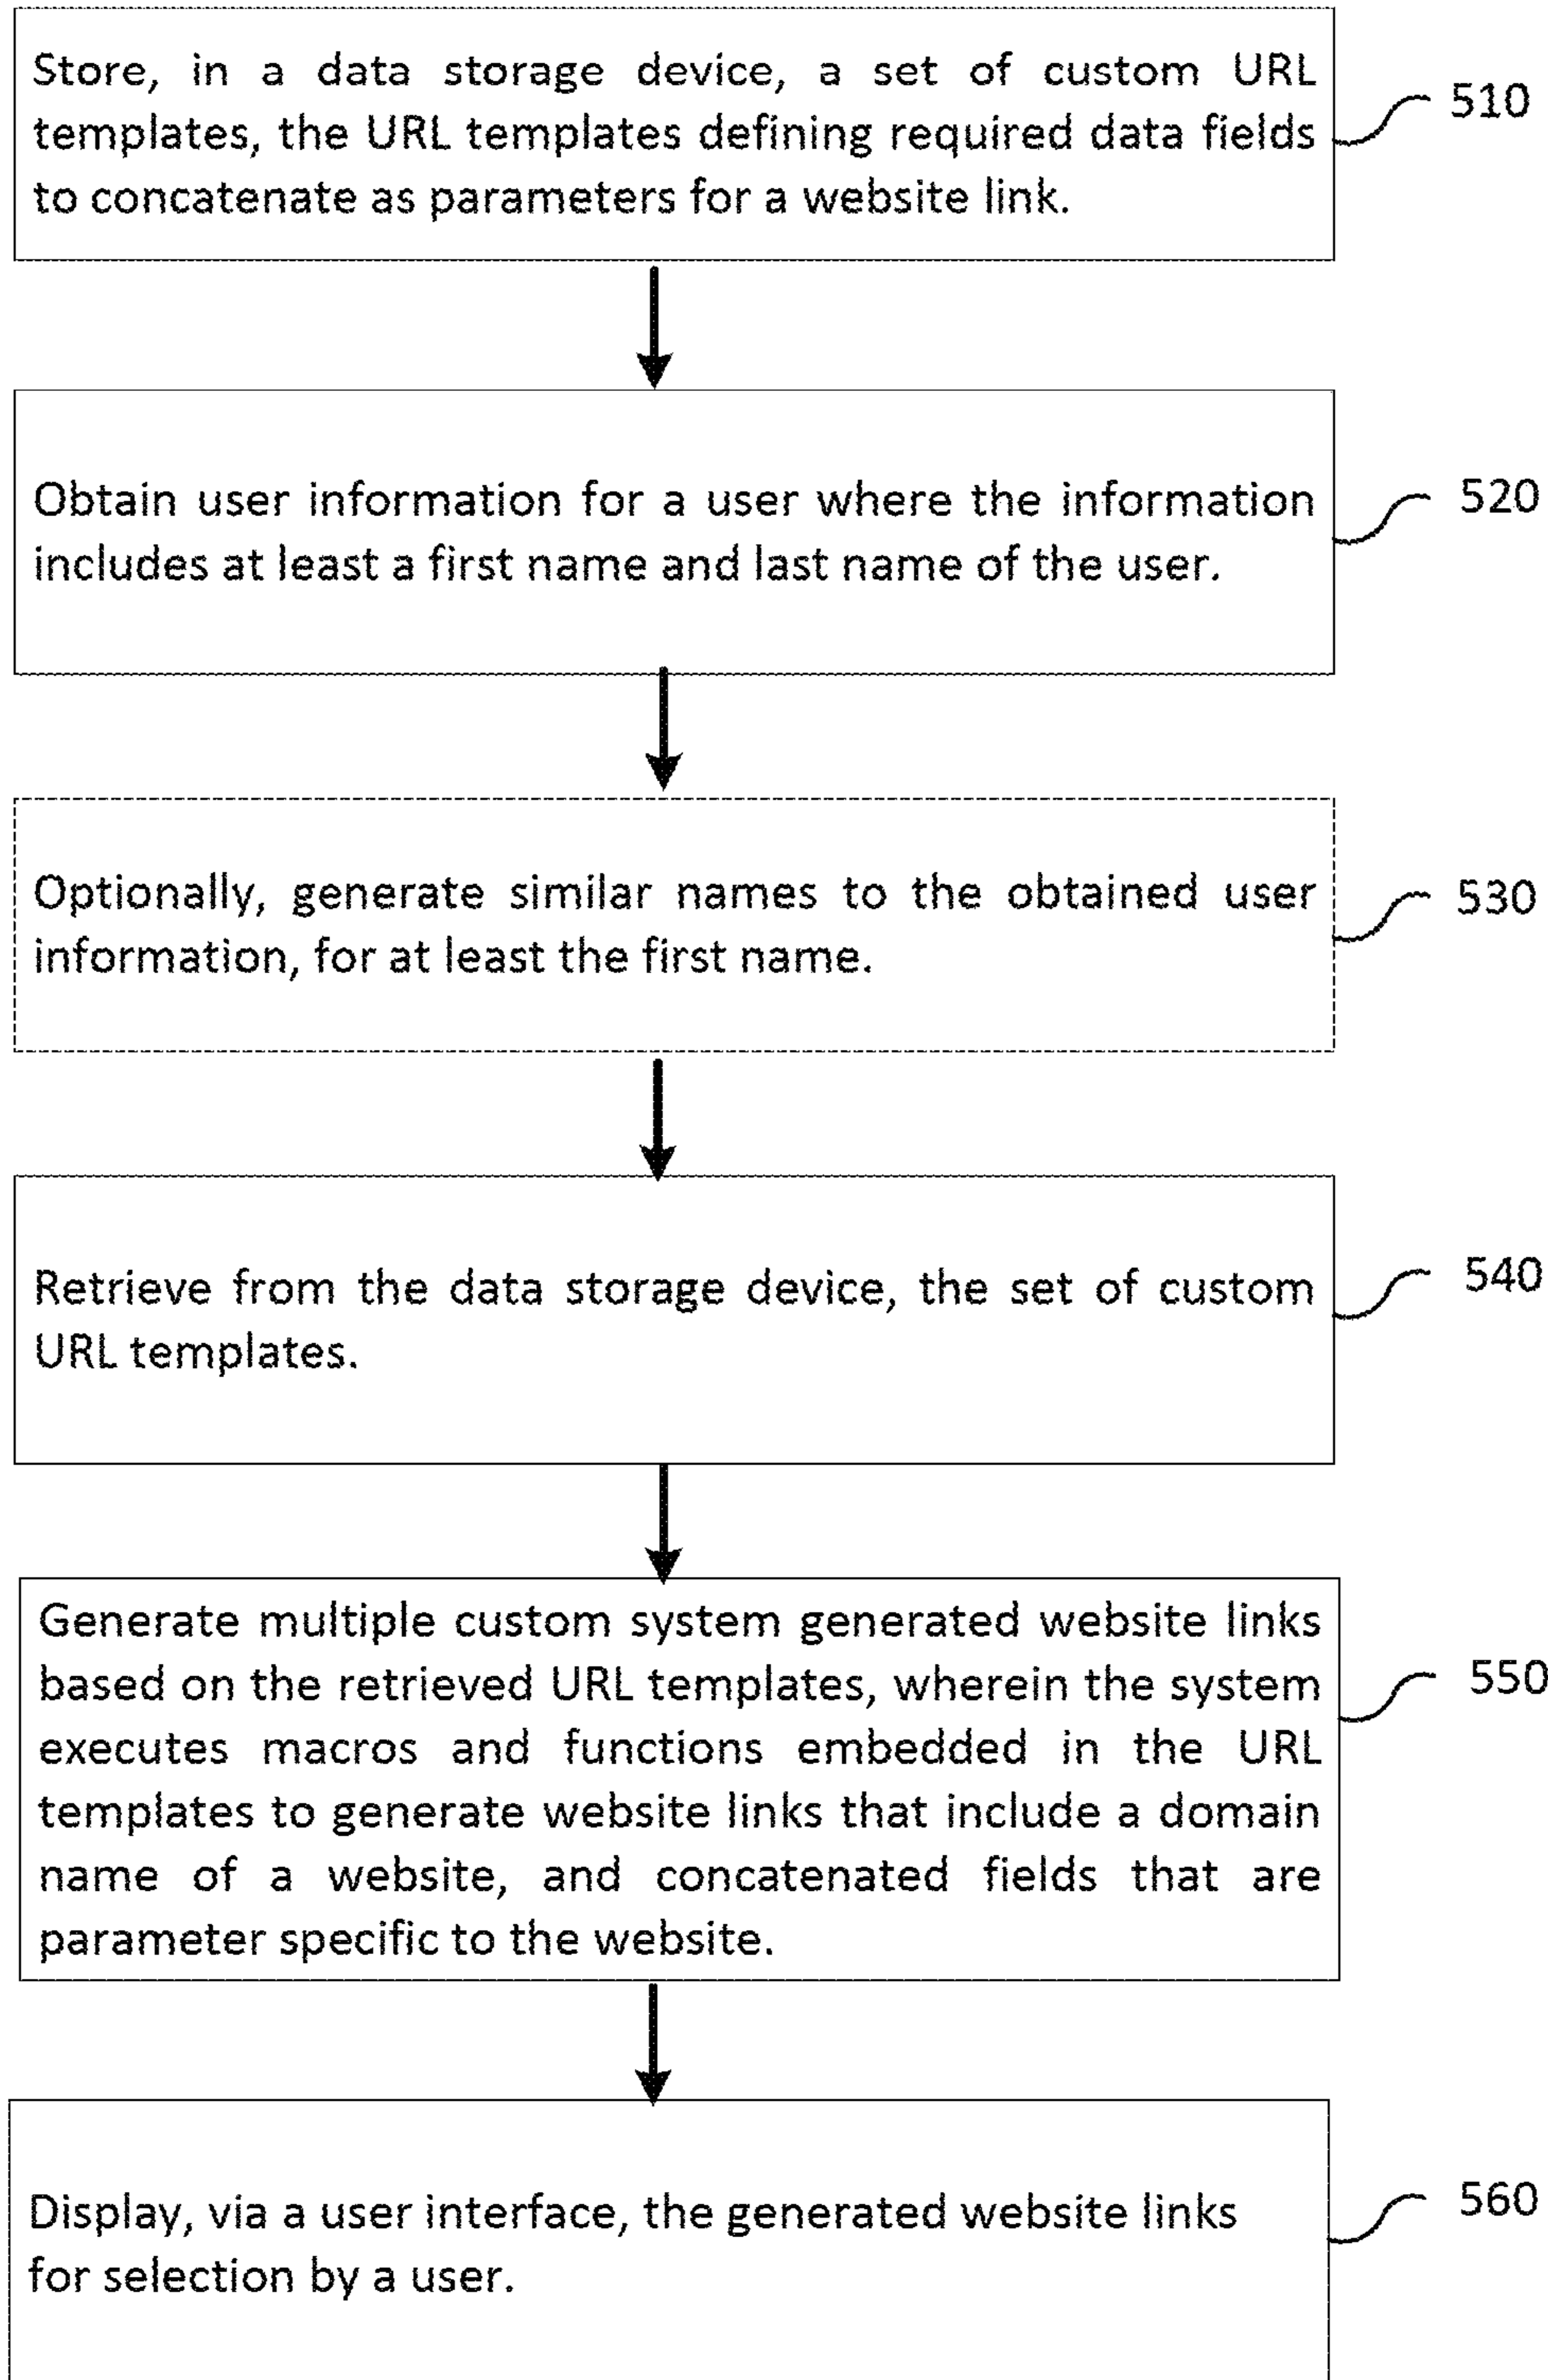 Store, in a data storage device, a set of custom URL
templates, the URL templates defining required data fields
to concatenate as parameters for a website link.
510
Obtain user information for a user where the information
includes at least a first name and last name of the user.
520
Optionally, generate similar names to the obtained user
information, for at least the first name.
530
Retrieve from the data storage device, the set of custom
URL templates.
540
Generate multiple custom system generated website links
based on the retrieved URL templates, wherein the system
executes macros and functions embedded in the URL
templates to generate website links that include a domain
name of a website, and concatenated fields that are
parameter specific to the website.
550
Display, via a user interface, the generated website links
for selection by a user.
560